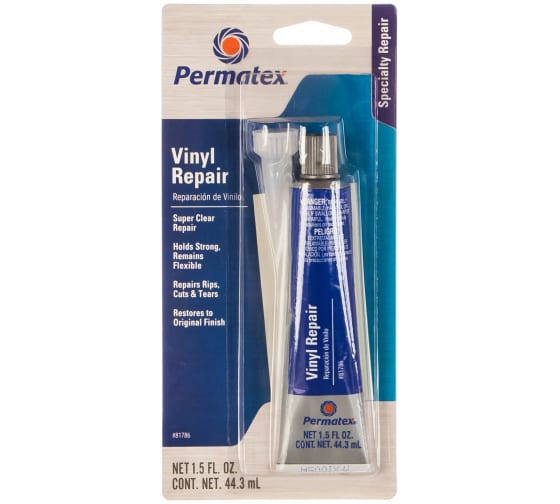 Permatex
Specialty Repair
Vinyl
Repair
Reparación de Vinilo
Super Clear
Repair
Holds Strong,
Remains
Flexible
Repairs Rips,
Cuts & Tears
Restores to
Original Finish
#81786
NET 1.5 FL. OZ.
CONT. NET. 44.3 mL
DANGER:
PELIGRO
Vinyl Repair
Reparación de Vinilo
#81786
Permatex
NET 1.5 FL. OZ.
CONT. NET. 44.3 mL